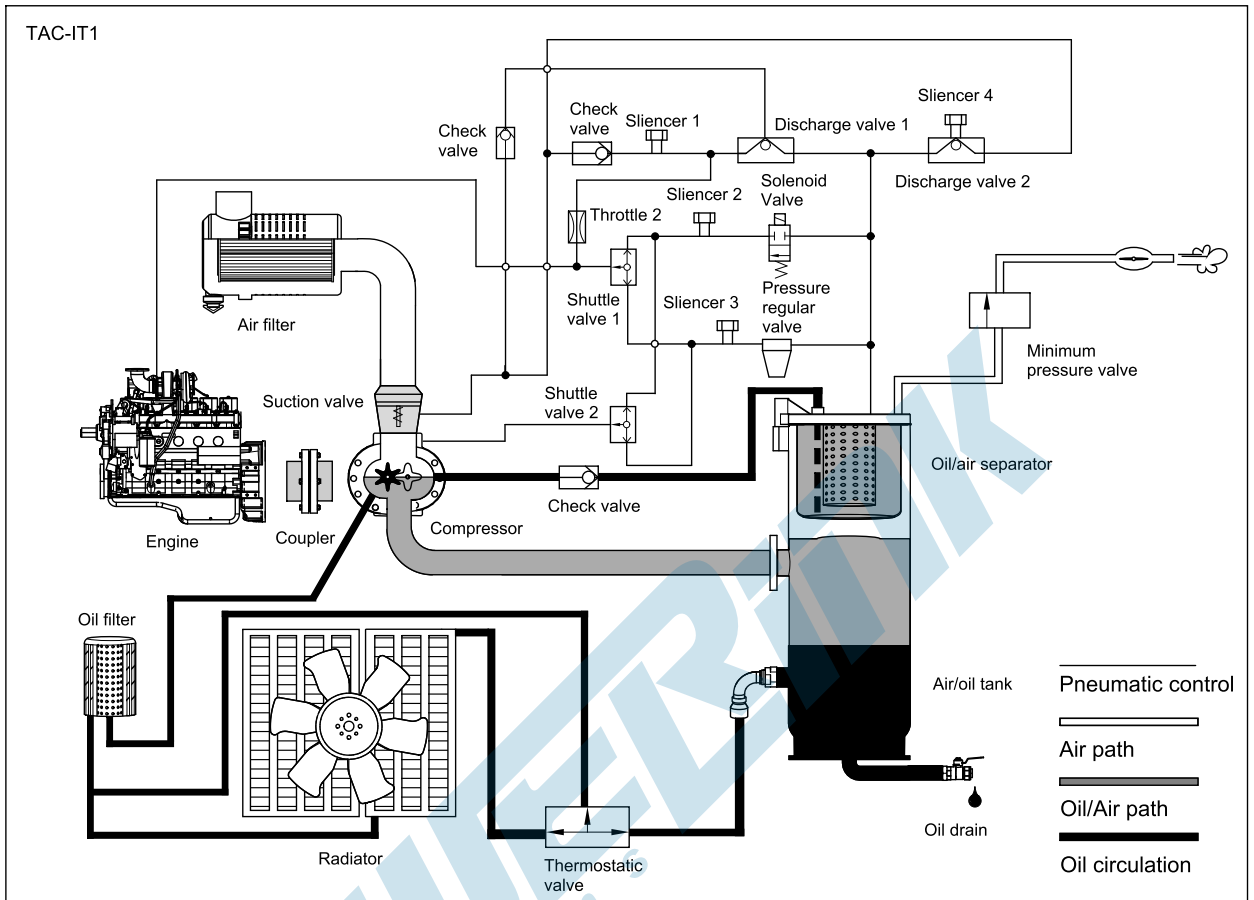 TAC-IT1
Sliencer 4
Check
valve
Sliencer 1
Discharge valve 1
Check
valve
Discharge valve 2
Solenoid
Valve
Sliencer 2
Throttle 2
Shuttle
valve 1
Sliencer 3
Pressure
regular
valve
Air filter
Minimum
pressure valve
Suction valve
Shuttle
valve 2
Oil/air separator
Check valve
Compressor
Engine
Coupler
Oil filter
Air/oil tank
Pneumatic control
Air path
Oil/Air path
Oil circulation
Oil drain
Radiator
Thermostatic
valve